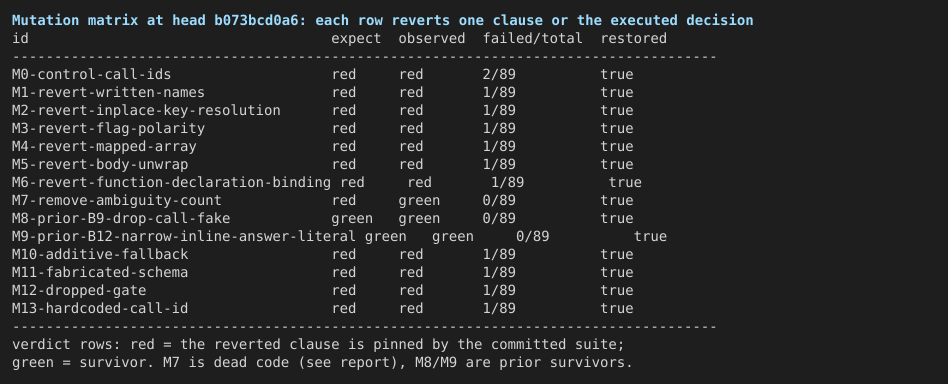 Mutation matrix at head b073bcd0a6: each row reverts one clause or the executed decision
id expect observed failed/total restored
------------------------------------------------------------------------------------
M0-control-call-ids red red 2/89 true
M1-revert-written-names red red 1/89 true
M2-revert-inplace-key-resolution red red 1/89 true
M3-revert-flag-polarity red red 1/89 true
M4-revert-mapped-array red red 1/89 true
M5-revert-body-unwrap red red 1/89 true
M6-revert-function-declaration-binding red red 1/89 true
M7-remove-ambiguity-count red green 0/89 true
M8-prior-B9-drop-call-fake green green 0/89 true
M9-prior-B12-narrow-inline-answer-literal green green 0/89 true
M10-additive-fallback red red 1/89 true
M11-fabricated-schema red red 1/89 true
M12-dropped-gate red red 1/89 true
M13-hardcoded-call-id red red 1/89 true
------------------------------------------------------------------------------------
verdict rows: red = the reverted clause is pinned by the committed suite;
green = survivor. M7 is dead code (see report), M8/M9 are prior survivors.